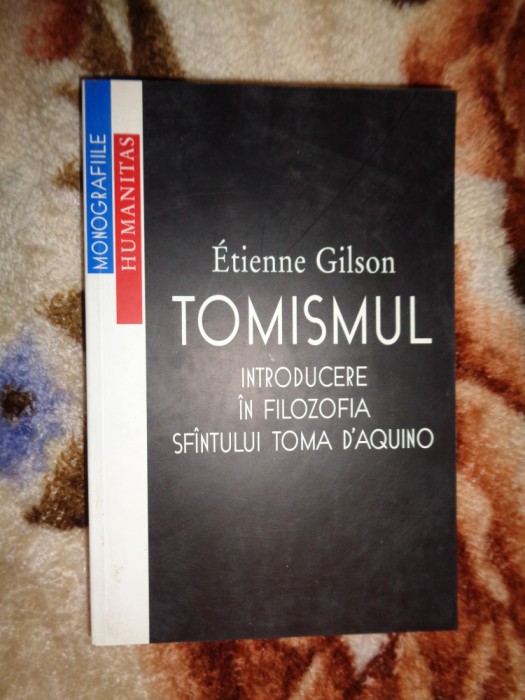 MONOGRAFIILE
HUMANITAS
Étienne Gilson
TOMISMUL
INTRODUCERE
ÎN FILOZOFIA
SFÎNTULUI TOMA D'AQUINO